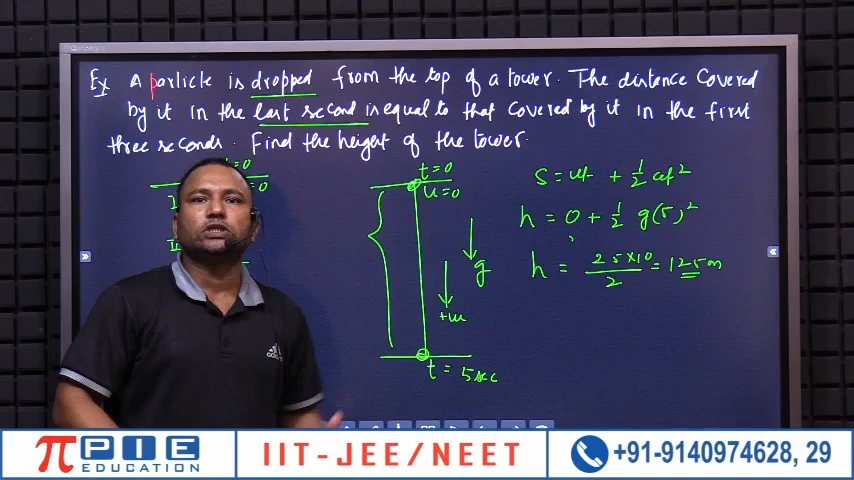 Ex A particle is dropped from the top of a tower. The distance Covered
by it in the last second is equal to that covered by it in the first
three seconds. Find the height of the tower.
t=0
u=0
g
+ve
t = 5sec
S = ut + 1/2 at²
h = 0 + 1/2 g(5)²
h = 25×10/2 = 125m
adidas
π PIE EDUCATION
IIT-JEE/NEET
+91-9140974628, 29